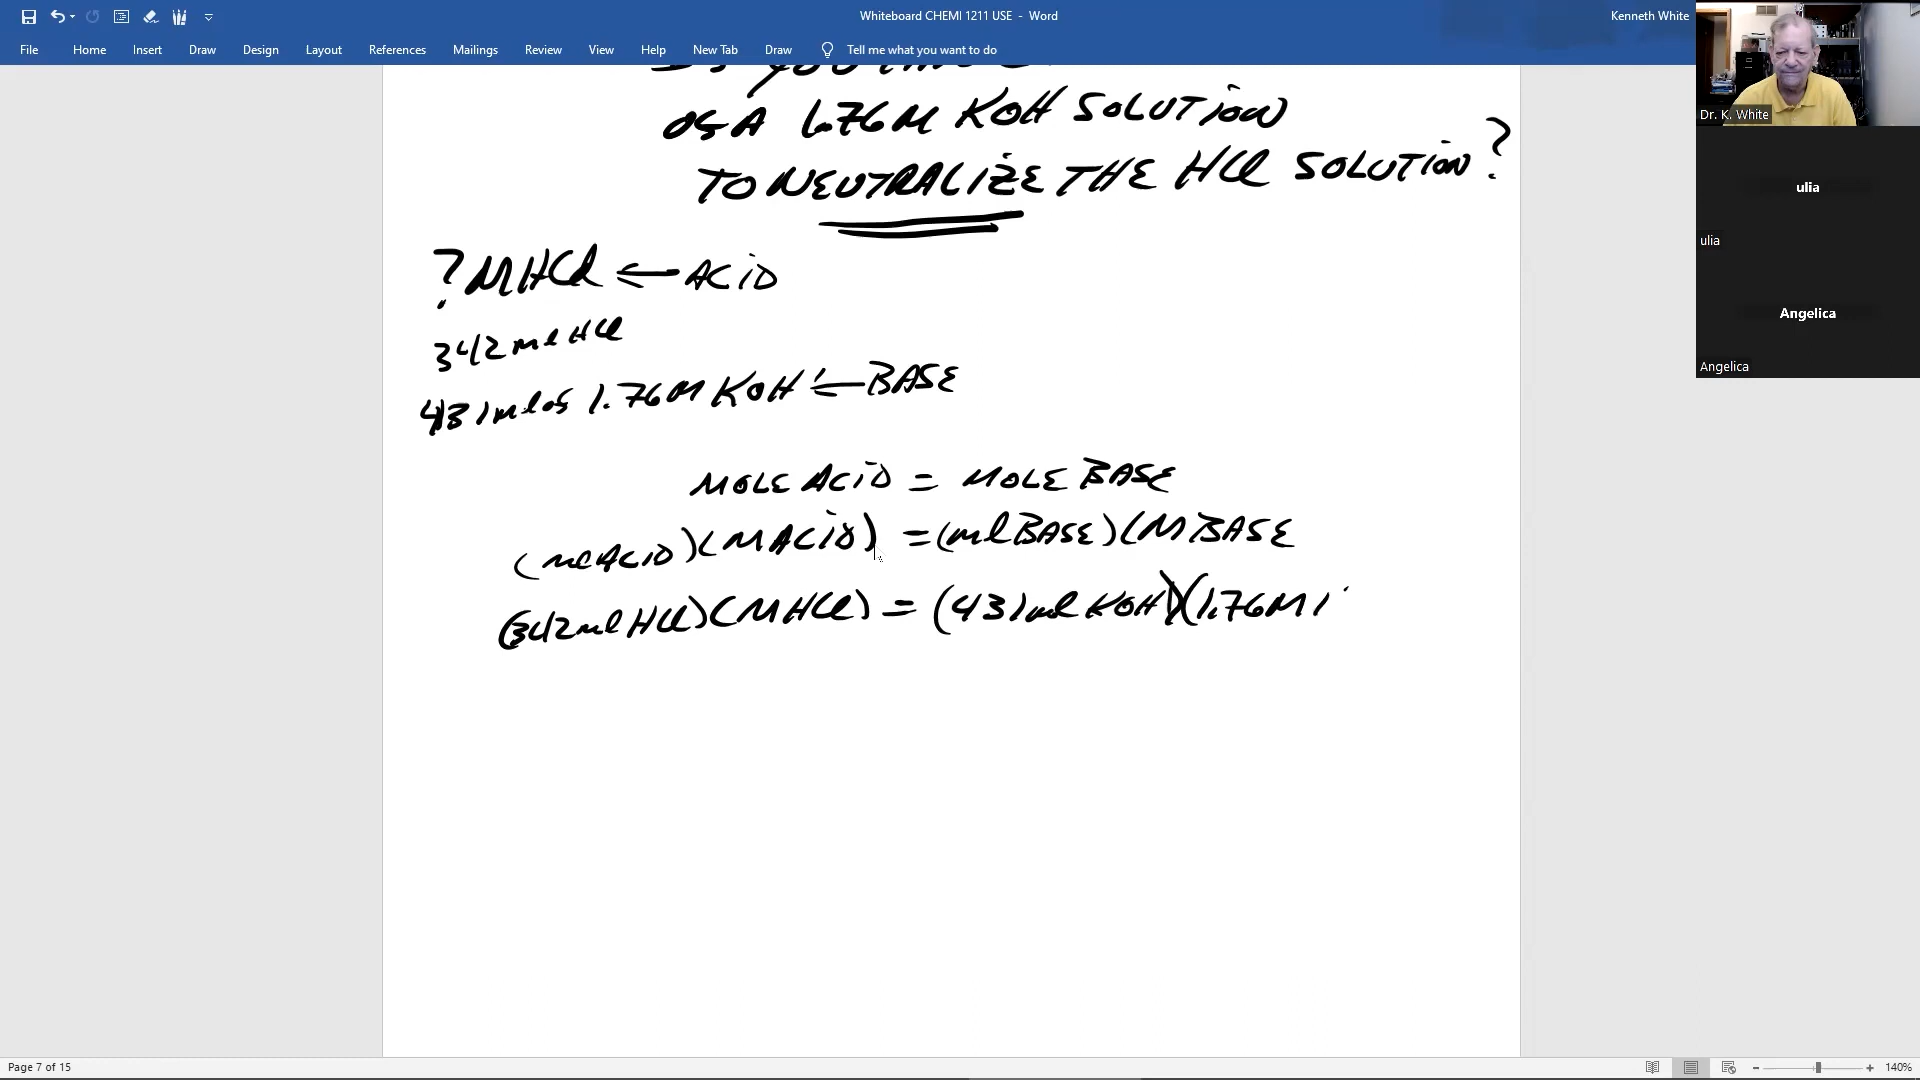 Whiteboard CHEMI 1211 USE - Word
Kenneth White
File Home Insert Draw Design Layout References Mailings Review View Help New Tab Draw Tell me what you want to do
OF A 1.76M KOH SOLUTION
TO NEUTRALIZE THE HCl SOLUTION?
? M HCl ← ACID
342 ml HCl
431 ml of 1.76M KOH ← BASE
MOLE ACID = MOLE BASE
(ml ACID)(M ACID) = (ml BASE)(M BASE
(342 ml HCl)(M HCl) = (431 ml KOH)(1.76M
Dr. K. White
ulia
ulia
Angelica
Angelica
Page 7 of 15
140%